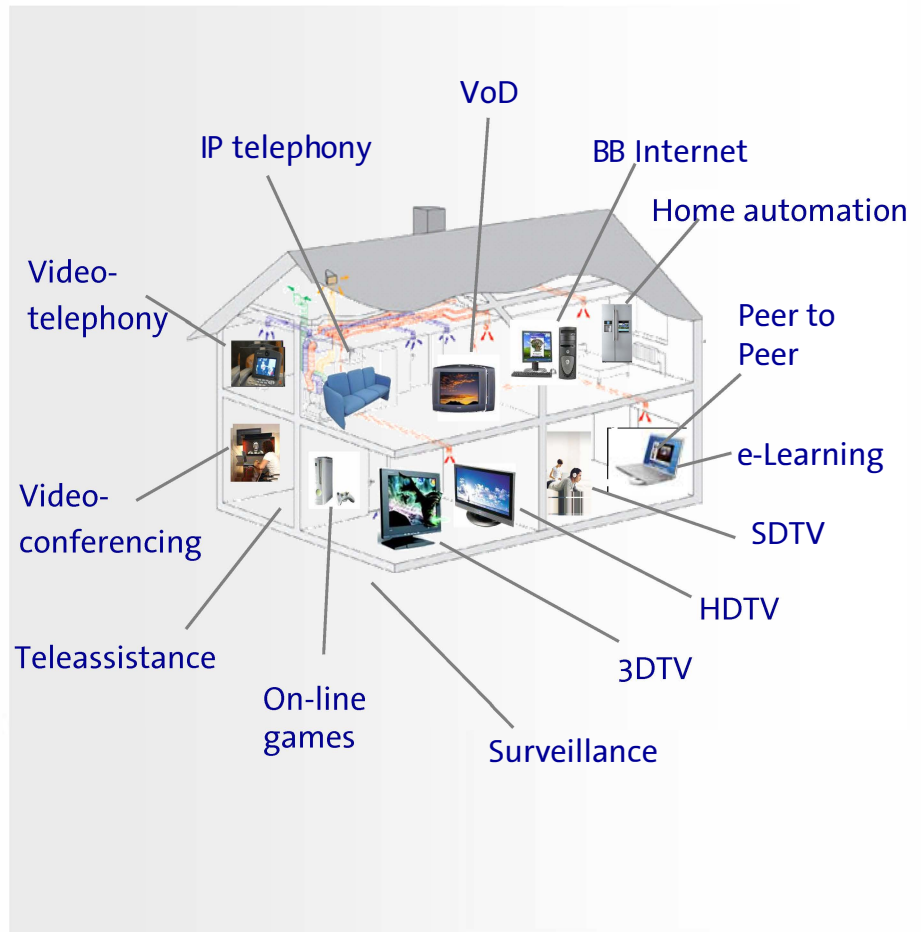 VoD
IP telephony
BB Internet
Home automation
Video-
telephony
Peer to
Peer
e-Learning
Video-
conferencing
SDTV
HDTV
Teleassistance
3DTV
On-line
games
Surveillance